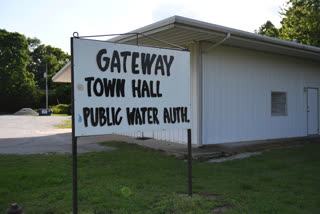 GATEWAY
TOWN HALL
PUBLIC WATER AUTH.